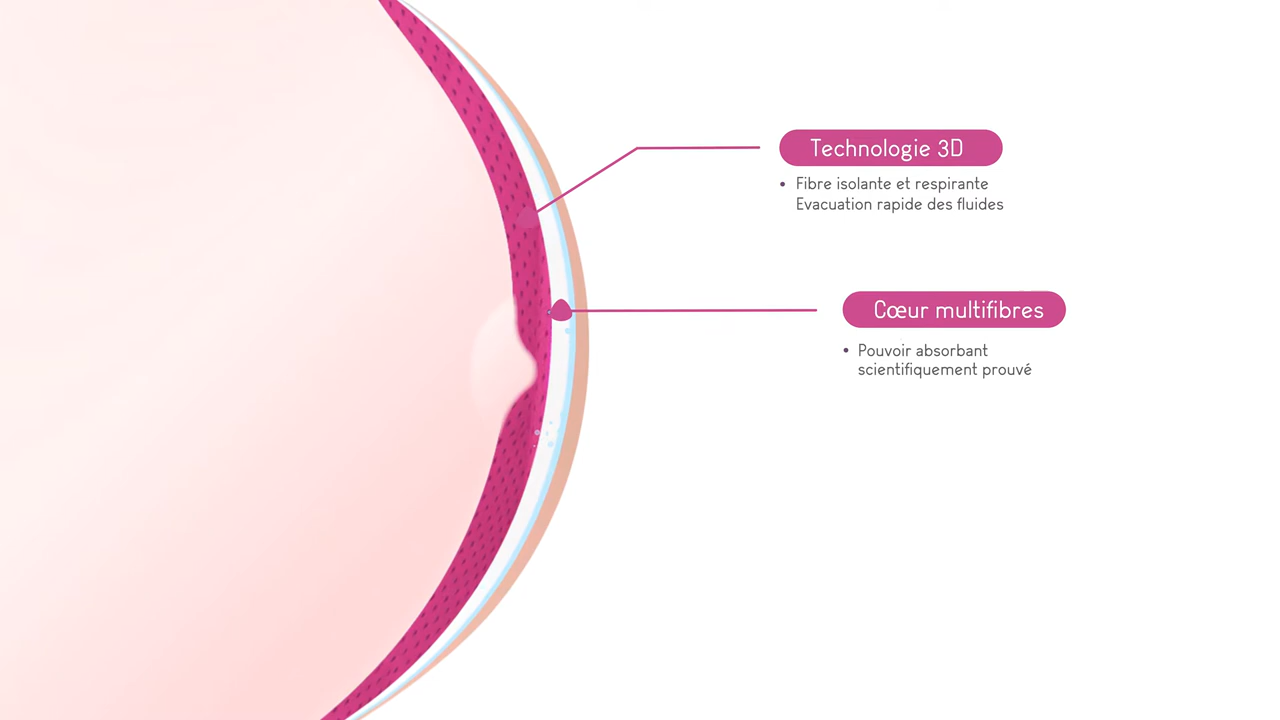 Technologie 3D
• Fibre isolante et respirante
Evacuation rapide des fluides
Cœur multifibres
• Pouvoir absorbant
scientifiquement prouvé